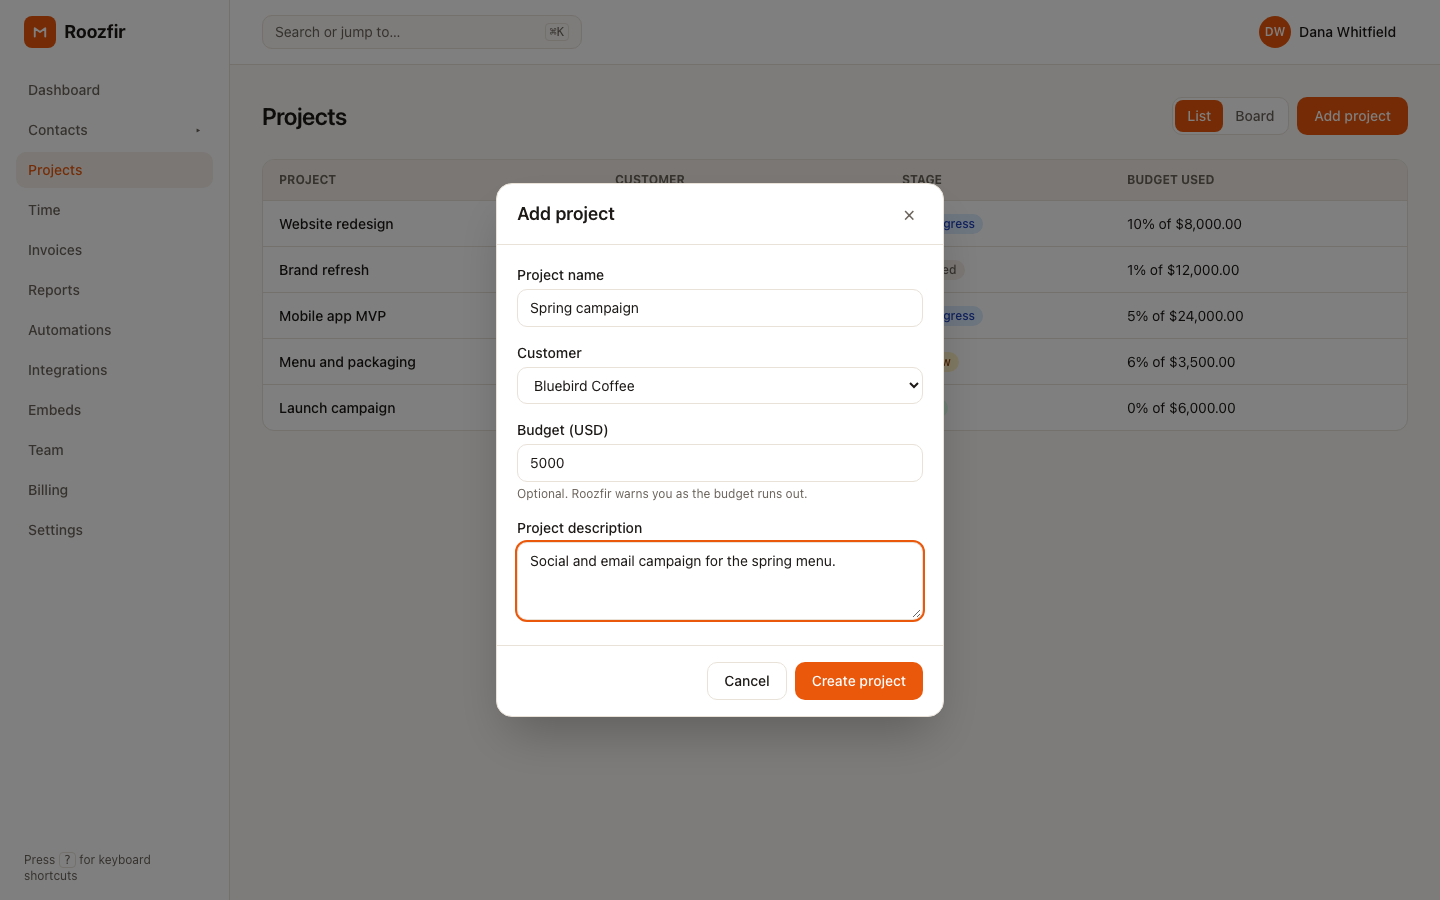 Roozfir
Search or jump to...
⌘K
DW
Dana Whitfield
Dashboard
Contacts
Projects
Time
Invoices
Reports
Automations
Integrations
Embeds
Team
Billing
Settings
Press ? for keyboard
shortcuts
Projects
List
Board
Add project
PROJECT
CUSTOMER
STAGE
BUDGET USED
Website redesign
10% of $8,000.00
Brand refresh
1% of $12,000.00
Mobile app MVP
5% of $24,000.00
Menu and packaging
6% of $3,500.00
Launch campaign
0% of $6,000.00
Add project
×
Project name
Spring campaign
Customer
Bluebird Coffee
Budget (USD)
5000
Optional. Roozfir warns you as the budget runs out.
Project description
Social and email campaign for the spring menu.
Cancel
Create project